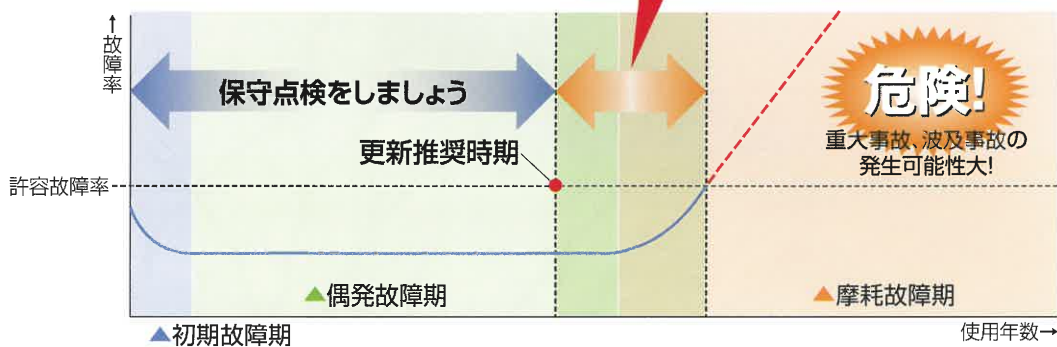 ↑故障率
保守点検をしましょう
危険!
重大事故、波及事故の
発生可能性大!
更新推奨時期
許容故障率
▲偶発故障期
▲摩耗故障期
▲初期故障期
使用年数→